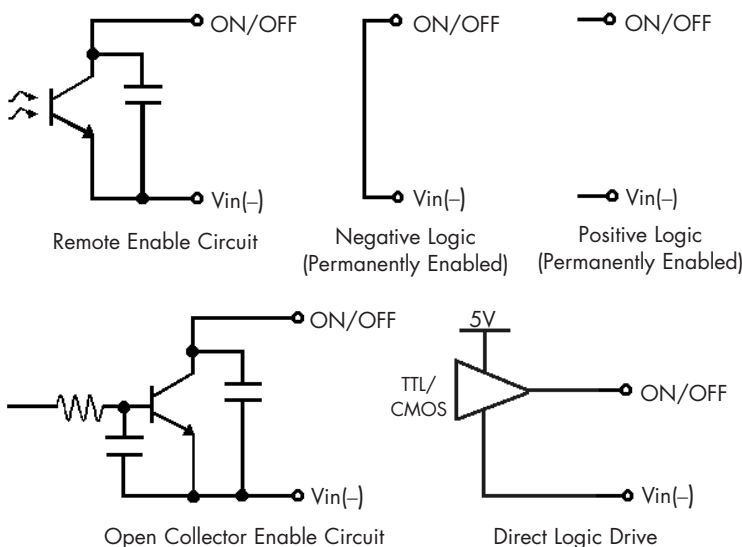 ON/OFF
Vin(–)
Remote Enable Circuit
ON/OFF
Vin(–)
Negative Logic
(Permanently Enabled)
ON/OFF
Vin(–)
Positive Logic
(Permanently Enabled)
ON/OFF
Vin(–)
Open Collector Enable Circuit
5V
TTL/
CMOS
ON/OFF
Vin(–)
Direct Logic Drive